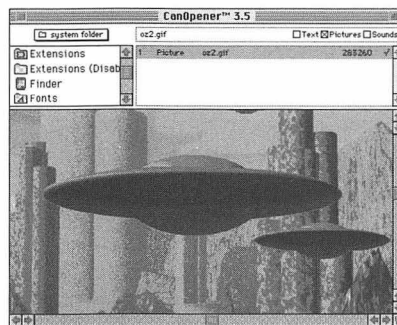 CanOpener™ 3.5
system folder
oz2.gif
Text Pictures Sounds
1 Picture oz2.gif 283260 √
Extensions
Extensions (Disab
Finder
Fonts